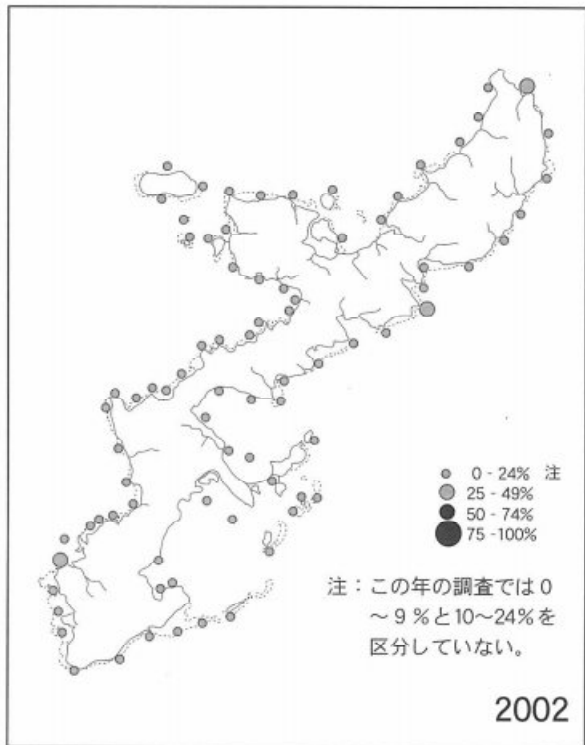 0 - 24% 注
25 - 49%
50 - 74%
75 -100%
注：この年の調査では0
～9％と10～24％を
区分していない。
2002